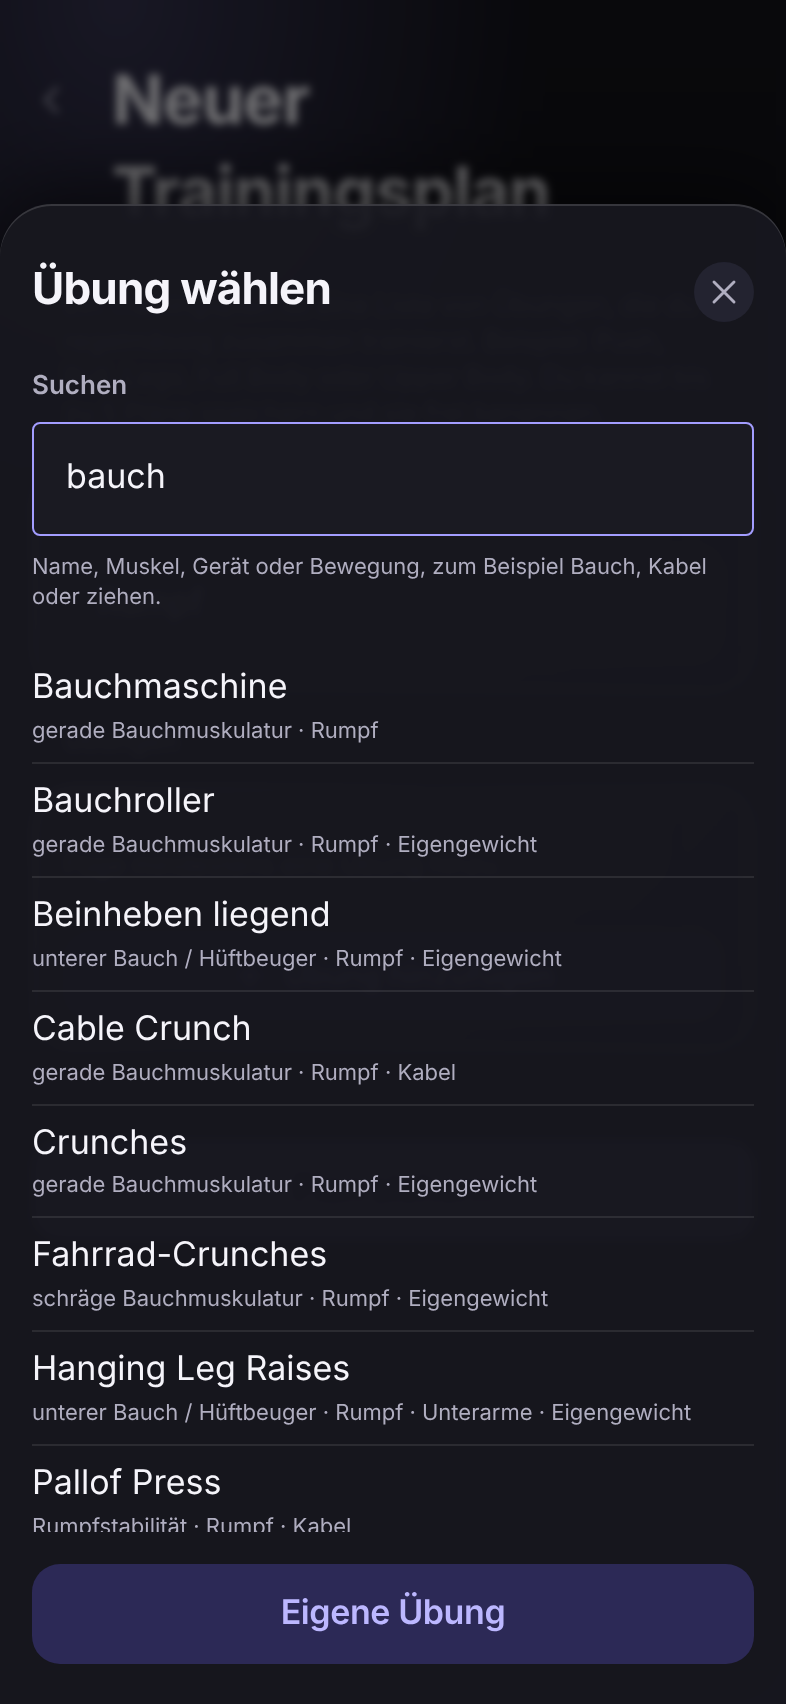 Neuer
Trainingsplan
Übung wählen
Suchen
bauch
Name, Muskel, Gerät oder Bewegung, zum Beispiel Bauch, Kabel
oder ziehen.
Bauchmaschine
gerade Bauchmuskulatur · Rumpf
Bauchroller
gerade Bauchmuskulatur · Rumpf · Eigengewicht
Beinheben liegend
unterer Bauch / Hüftbeuger · Rumpf · Eigengewicht
Cable Crunch
gerade Bauchmuskulatur · Rumpf · Kabel
Crunches
gerade Bauchmuskulatur · Rumpf · Eigengewicht
Fahrrad-Crunches
schräge Bauchmuskulatur · Rumpf · Eigengewicht
Hanging Leg Raises
unterer Bauch / Hüftbeuger · Rumpf · Unterarme · Eigengewicht
Pallof Press
Rumpfstabilität · Rumpf · Kabel
Eigene Übung